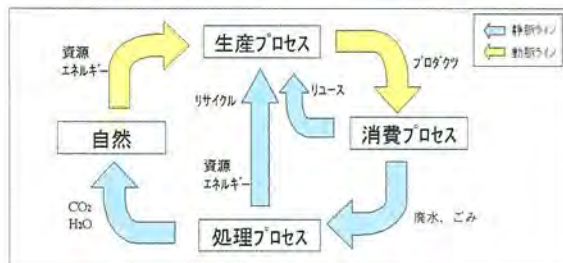 静脈ライン
動脈ライン
資源
エネルギー
生産プロセス
プロダクツ
リサイクル
リユース
自然
消費プロセス
資源
エネルギー
CO2
H2O
処理プロセス
廃水、ごみ